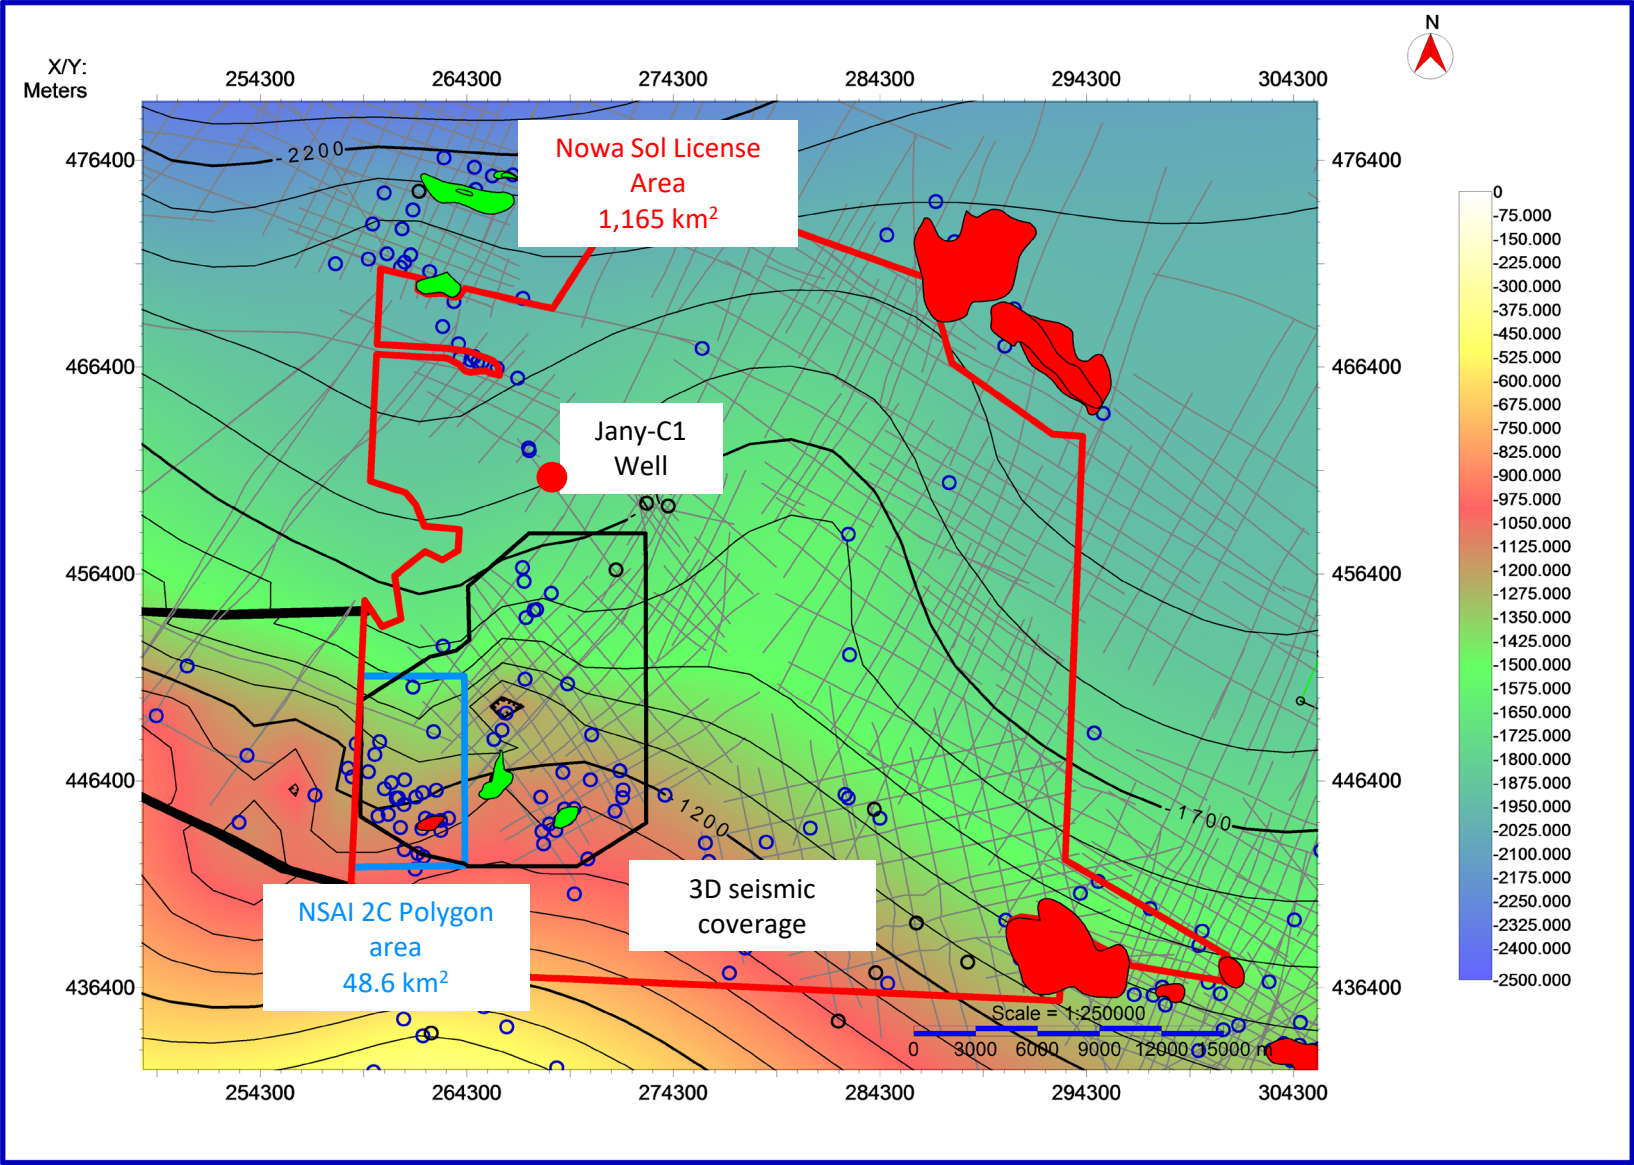 N
X/Y:
Meters
254300 264300 274300 284300 294300 304300
476400
476400
466400
466400
456400
456400
446400
446400
436400
436400
-2200
Nowa Sol License
Area
1,165 km²
Jany-C1
Well
1200
-1700
3D seismic
coverage
NSAI 2C Polygon
area
48.6 km²
Scale = 1:250000
0 3000 6000 9000 12000 15000 m
254300 264300 274300 284300 294300 304300
0
-75.000
-150.000
-225.000
-300.000
-375.000
-450.000
-525.000
-600.000
-675.000
-750.000
-825.000
-900.000
-975.000
-1050.000
-1125.000
-1200.000
-1275.000
-1350.000
-1425.000
-1500.000
-1575.000
-1650.000
-1725.000
-1800.000
-1875.000
-1950.000
-2025.000
-2100.000
-2175.000
-2250.000
-2325.000
-2400.000
-2500.000